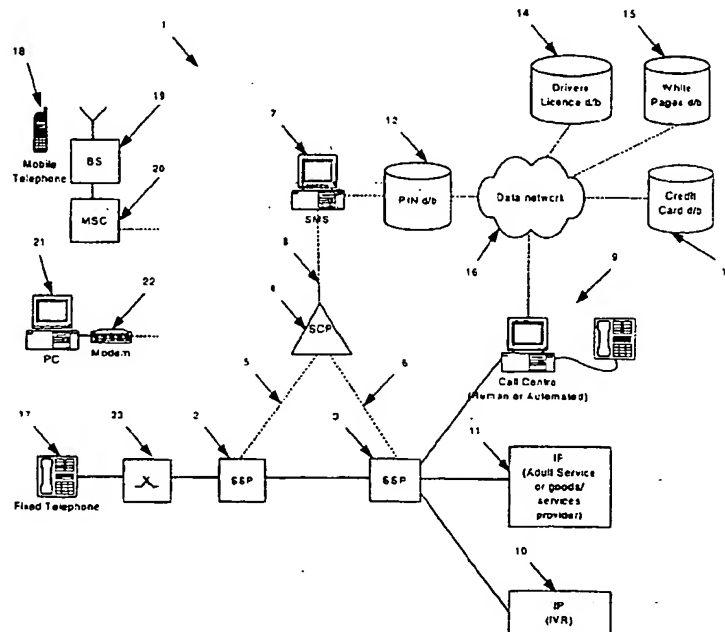 1
14
15
18
19
7
12
Drivers
Licence d/b
White
Pages d/b
BS
Mobile
Telephone
20
MSC
SMS
PIN d/b
Data network
Credit
Card d/b
21
22
8
16
9
1
SCP
PC
Modem
5
6
Call Centre
(Human or Automated)
17
23
2
3
11
SSP
SSP
Fixed Telephone
(Adult Service
or goods/
services
provider)
10
IP
(IVR)